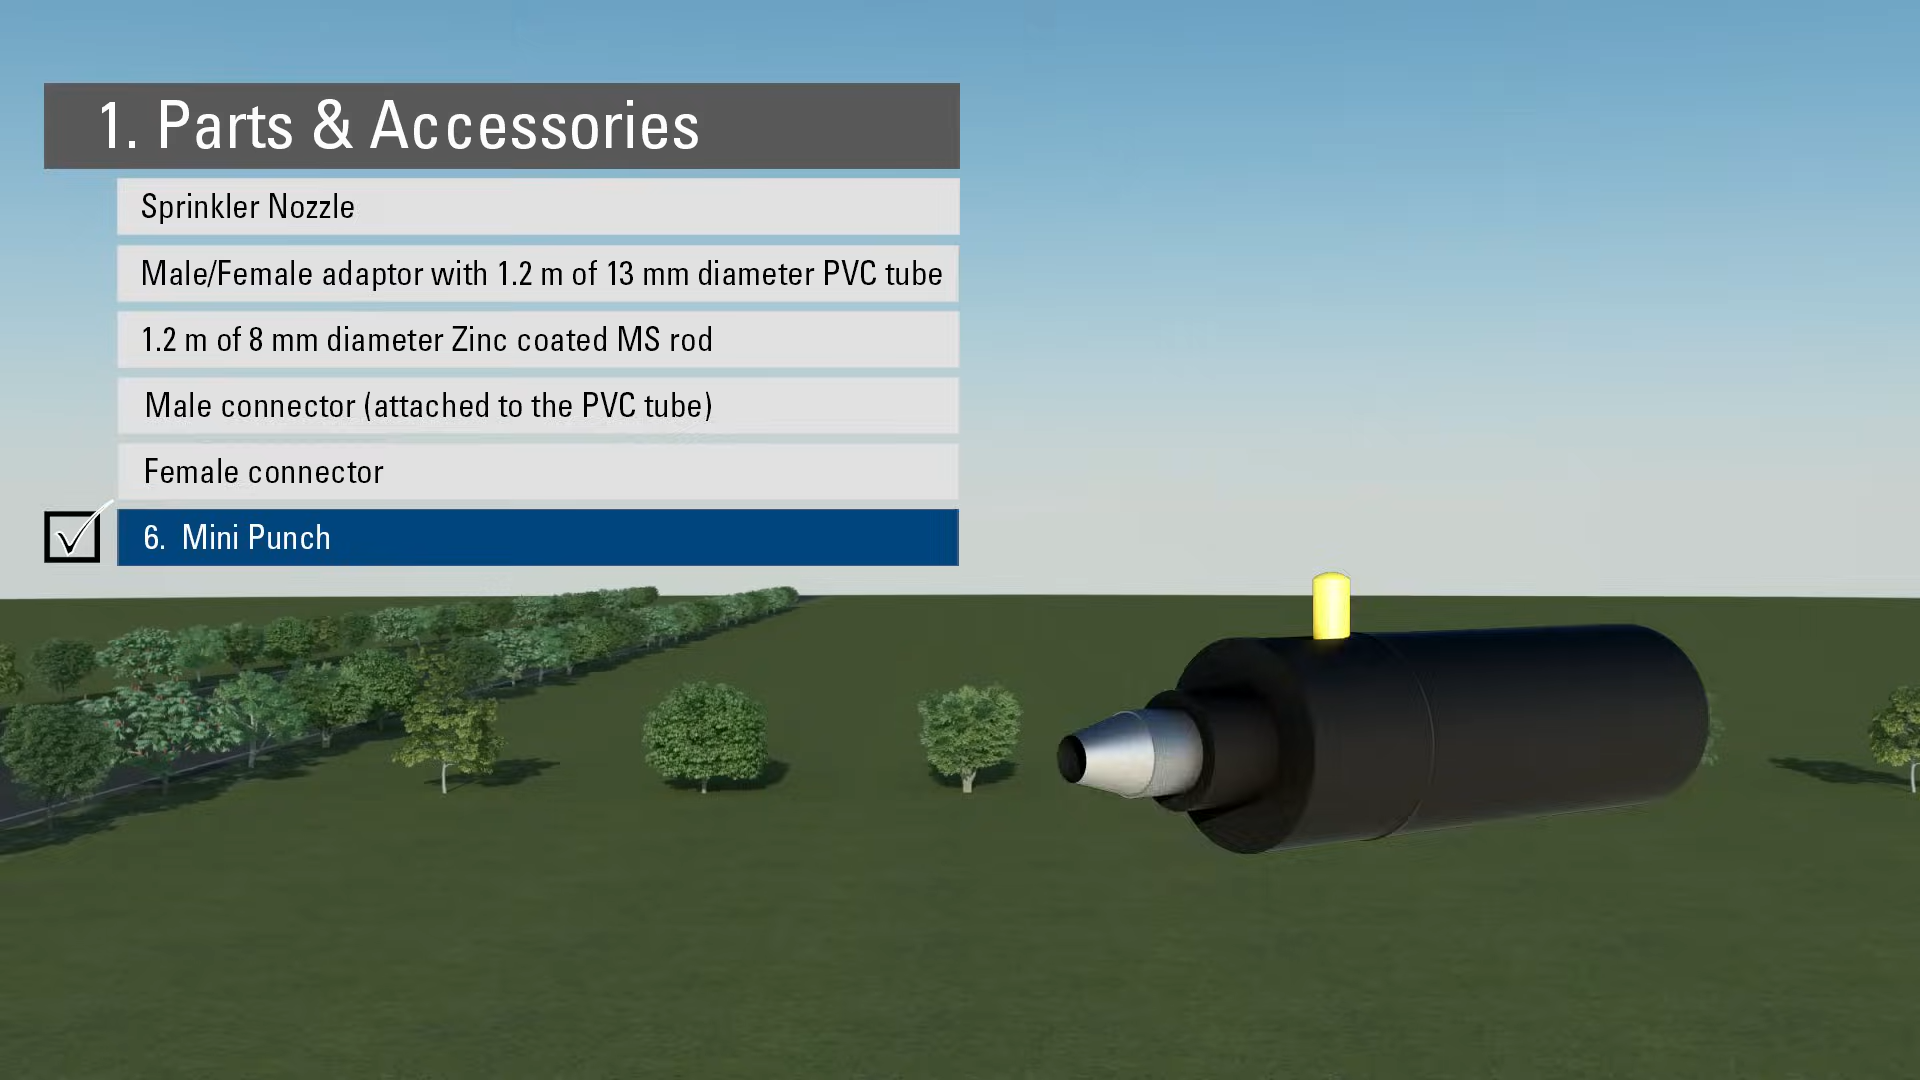 1. Parts & Accessories
Sprinkler Nozzle
Male/Female adaptor with 1.2 m of 13 mm diameter PVC tube
1.2 m of 8 mm diameter Zinc coated MS rod
Male connector (attached to the PVC tube)
Female connector
6. Mini Punch